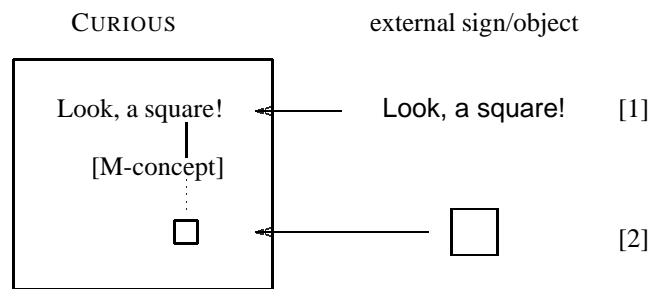 CURIOUS external sign/object
Look, a square! Look, a square! [1]
[M-concept]
[2]